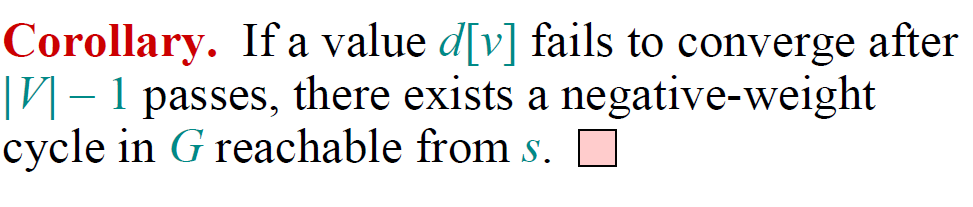 Corollary. If a value d[v] fails to converge after
|V| – 1 passes, there exists a negative-weight
cycle in G reachable from s.